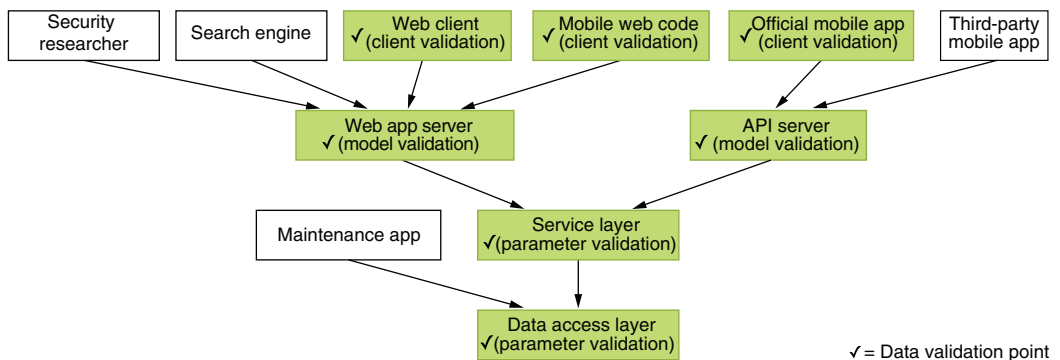 Security
researcher
Search engine
Web client
✓(client validation)
Mobile web code
✓(client validation)
Official mobile app
✓(client validation)
Third-party
mobile app
Web app server
✓(model validation)
API server
✓(model validation)
Maintenance app
Service layer
✓(parameter validation)
Data access layer
✓(parameter validation)
✓= Data validation point